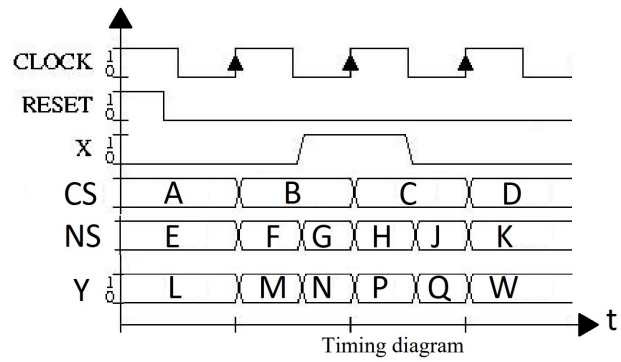 CLOCK 1 0
RESET 1 0
X 1 0
CS A B C D
NS E F G H J K
Y 1 0 L M N P Q W
t
Timing diagram